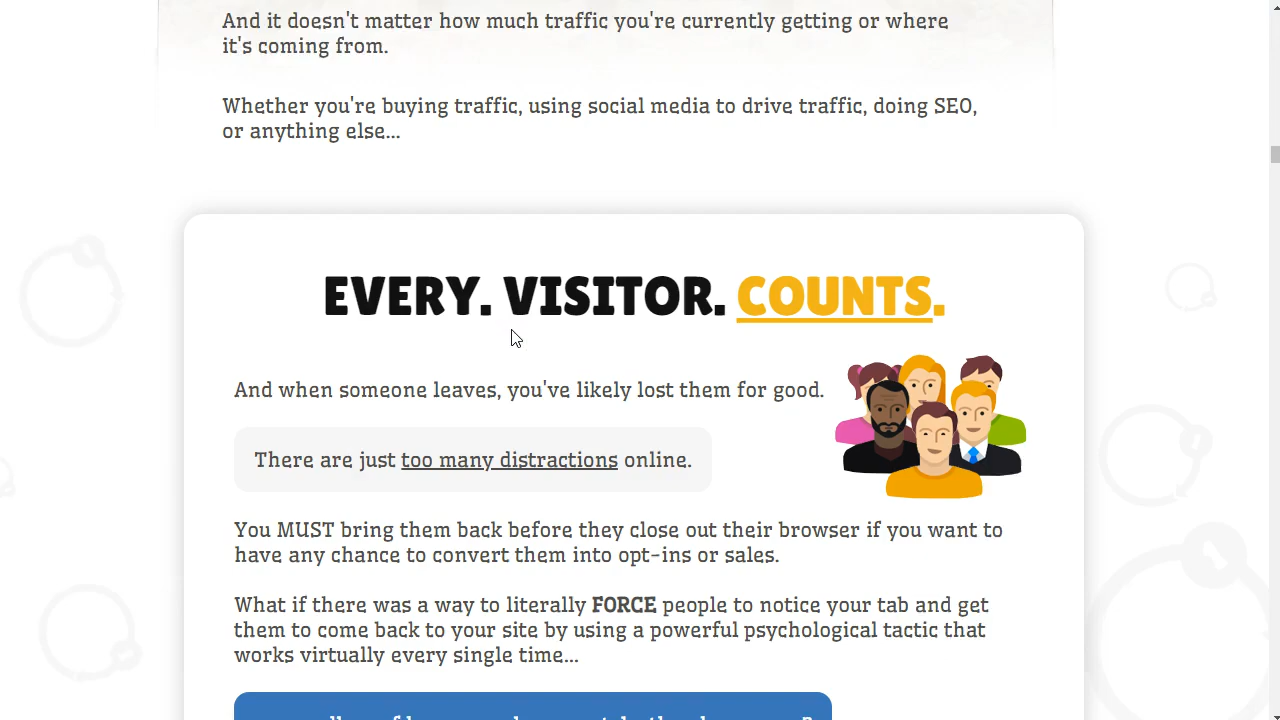 And it doesn't matter how much traffic you're currently getting or where
it's coming from.
Whether you're buying traffic, using social media to drive traffic, doing SEO,
or anything else...
EVERY. VISITOR. COUNTS.
And when someone leaves, you've likely lost them for good.
There are just too many distractions online.
You MUST bring them back before they close out their browser if you want to
have any chance to convert them into opt-ins or sales.
What if there was a way to literally FORCE people to notice your tab and get
them to come back to your site by using a powerful psychological tactic that
works virtually every single time...